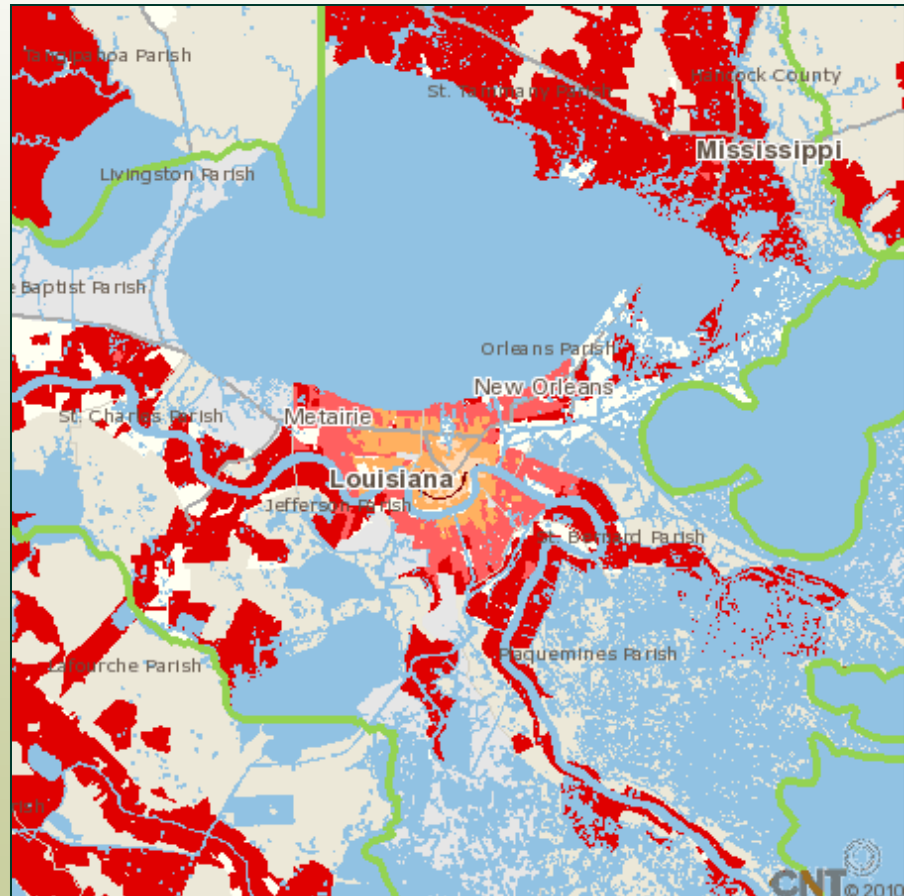 Tangipahoa Parish
Hancock County
St. Tammany Parish
Mississippi
Livingston Parish
Baptist Parish
Orleans Parish
New Orleans
St. Charles Parish
Metairie
Louisiana
Jefferson Parish
St. Bernard Parish
Plaquemines Parish
Lafourche Parish
CNT © 2010